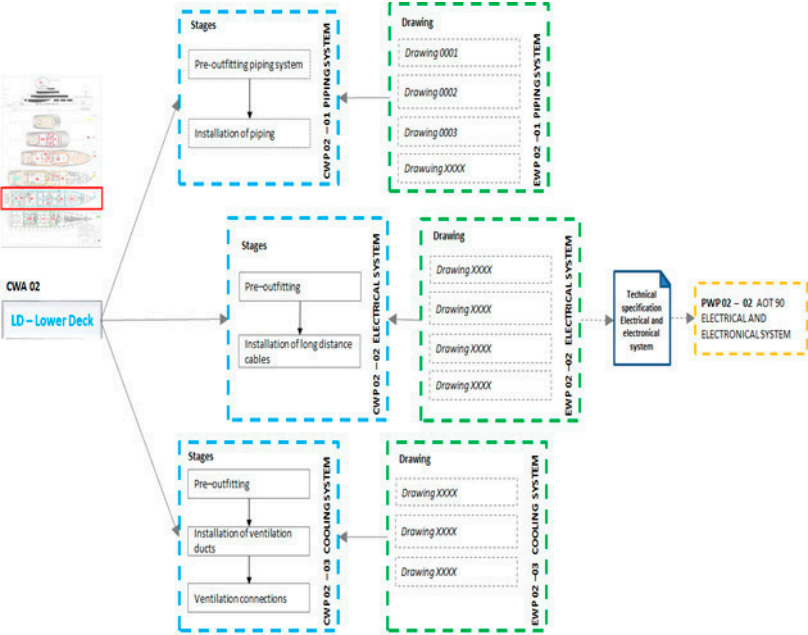 CWA 02
LD – Lower Deck
Stages
Pre-outfitting piping system
Installation of piping
CWP 02 –01 PIPING SYSTEM
Drawing
Drawing 0001
Drawing 0002
Drawing 0003
Drawuing XXXX
EWP 02 –01 PIPING SYSTEM
Stages
Pre–outfitting
Installation of long distance
cables
CWP 02 –02 ELECTRICAL SYSTEM
Drawing
Drawing XXXX
Drawing XXXX
Drawing XXXX
Drawing XXXX
EWP 02 –02 ELECTRICAL SYSTEM
Technical
specification
Electrical and
electronical
system
PWP 02 – 02 AOT 90
ELECTRICAL AND
ELECTRONICAL SYSTEM
Stages
Pre–outfitting
Installation of ventilation
ducts
Ventilation connections
CWP 02 –03 COOLING SYSTEM
Drawing
Drawing XXXX
Drawing XXXX
Drawing XXXX
EWP 02 –03 COOLING SYSTEM